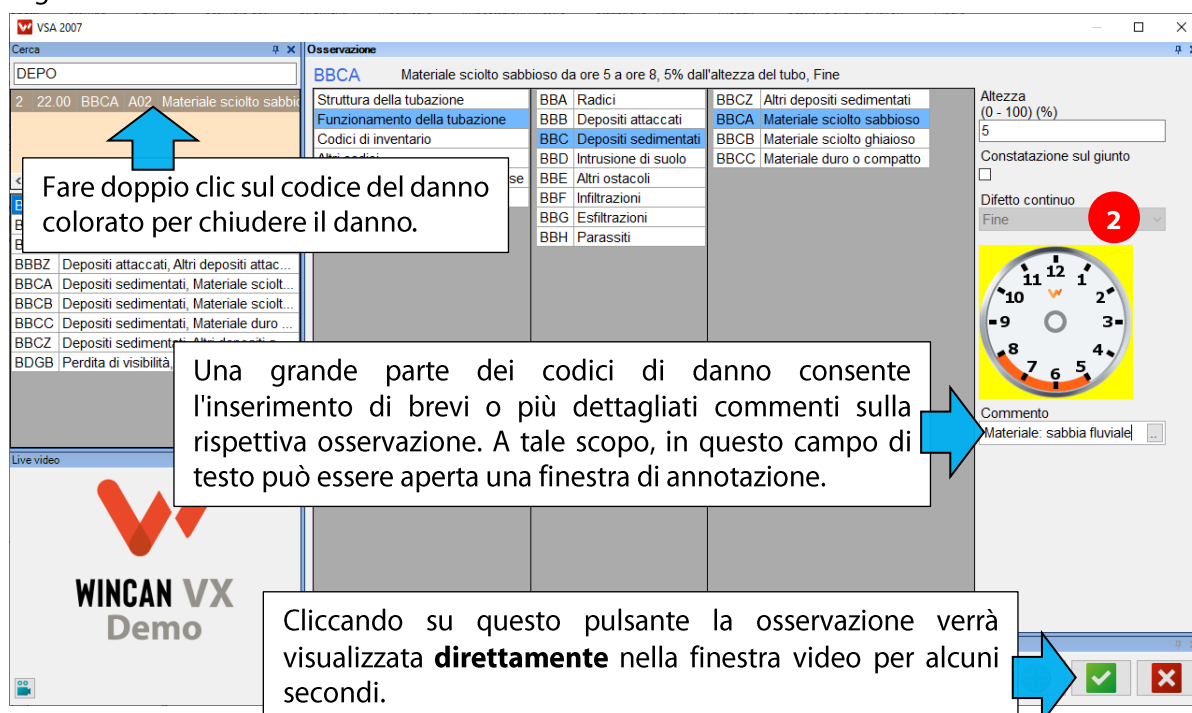 VSA 2007
Cerca
Osservazione
DEPO
BBCA Materiale sciolto sabbioso da ore 5 a ore 8, 5% dall'altezza del tubo, Fine
2 22.00 BBCA A02 Materiale sciolto sabbio
Struttura della tubazione
Funzionamento della tubazione
Codici di inventario
BBA Radici
BBB Depositi attaccati
BBC Depositi sedimentati
BBD Intrusione di suolo
BBE Altri ostacoli
BBF Infiltrazioni
BBG Esfiltrazioni
BBH Parassiti
BBCZ Altri depositi sedimentati
BBCA Materiale sciolto sabbioso
BBCB Materiale sciolto ghiaioso
BBCC Materiale duro o compatto
Altezza
(0 - 100) (%)
5
Constatazione sul giunto
Difetto continuo
Fine
2
12
1
2
3
4
5
6
7
8
9
10
11
Commento
Materiale: sabbia fluviale
..
Fare doppio clic sul codice del danno
colorato per chiudere il danno.
BBBZ Depositi attaccati, Altri depositi attac...
BBCA Depositi sedimentati, Materiale sciolt...
BBCB Depositi sedimentati, Materiale sciolt...
BBCC Depositi sedimentati, Materiale duro ...
BBCZ Depositi sedimentati,
BDGB Perdita di visibilità,
Una grande parte dei codici di danno consente
l'inserimento di brevi o più dettagliati commenti sulla
rispettiva osservazione. A tale scopo, in questo campo di
testo può essere aperta una finestra di annotazione.
Live video
WINCAN VX
Demo
Cliccando su questo pulsante la osservazione verrà
visualizzata direttamente nella finestra video per alcuni
secondi.